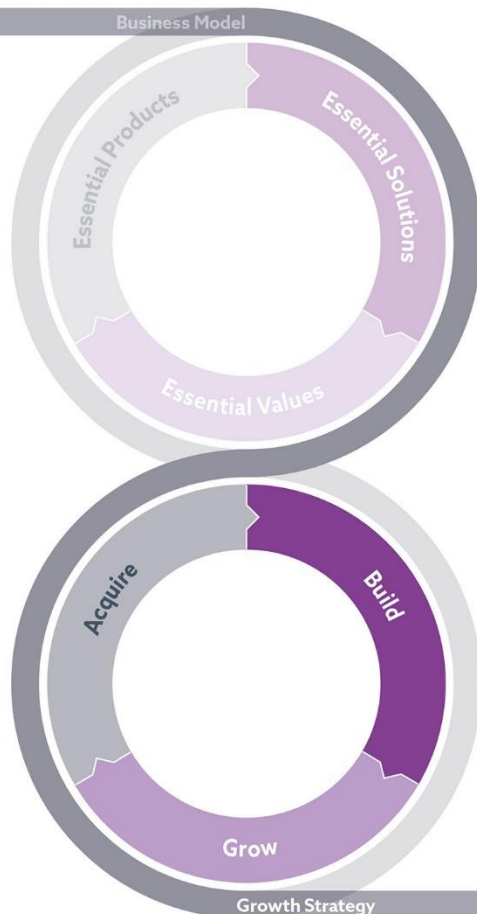 Business Model
Essential Products
Essential Solutions
Essential Values
Acquire
Build
Grow
Growth Strategy